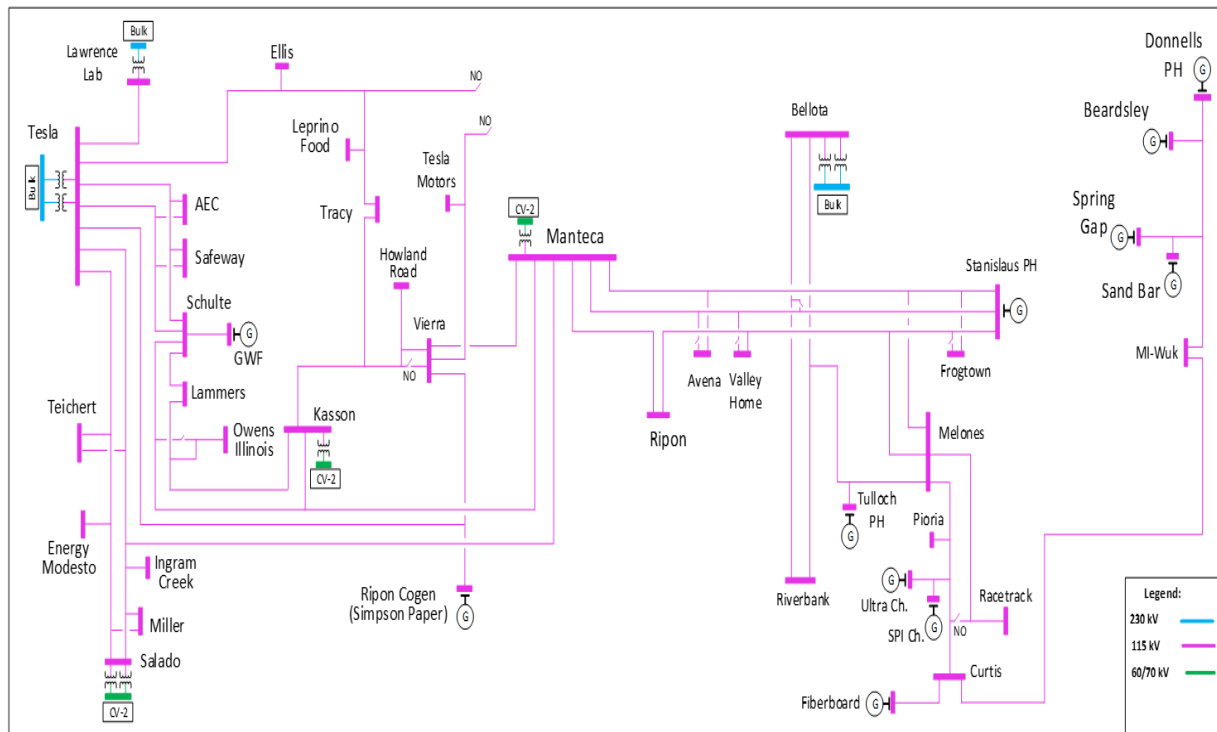 Bulk
Lawrence
Lab
Ellis
NO
Donnells
PH
G
Tesla
Bulk
Leprino
Food
NO
Tesla
Motors
Bellota
Bulk
Beardsley
G
AEC
Tracy
CV-2
Manteca
Spring
Gap
G
Safeway
Howland
Road
Stanislaus PH
G
Sand Bar
G
Schulte
G
GWF
Vierra
NO
MI-Wuk
Lammers
Avena
Valley
Home
Frogtown
Teichert
Owens
Illinois
Kasson
CV-2
Ripon
Melones
Tulloch
PH
G
Pioria
Energy
Modesto
Ingram
Creek
Ripon Cogen
(Simpson Paper)
G
Riverbank
G
Ultra Ch.
SPI Ch.
G
NO
Racetrack
Miller
Salado
CV-2
Curtis
Fiberboard
G
Legend:
230 kV
115 kV
60/70 kV